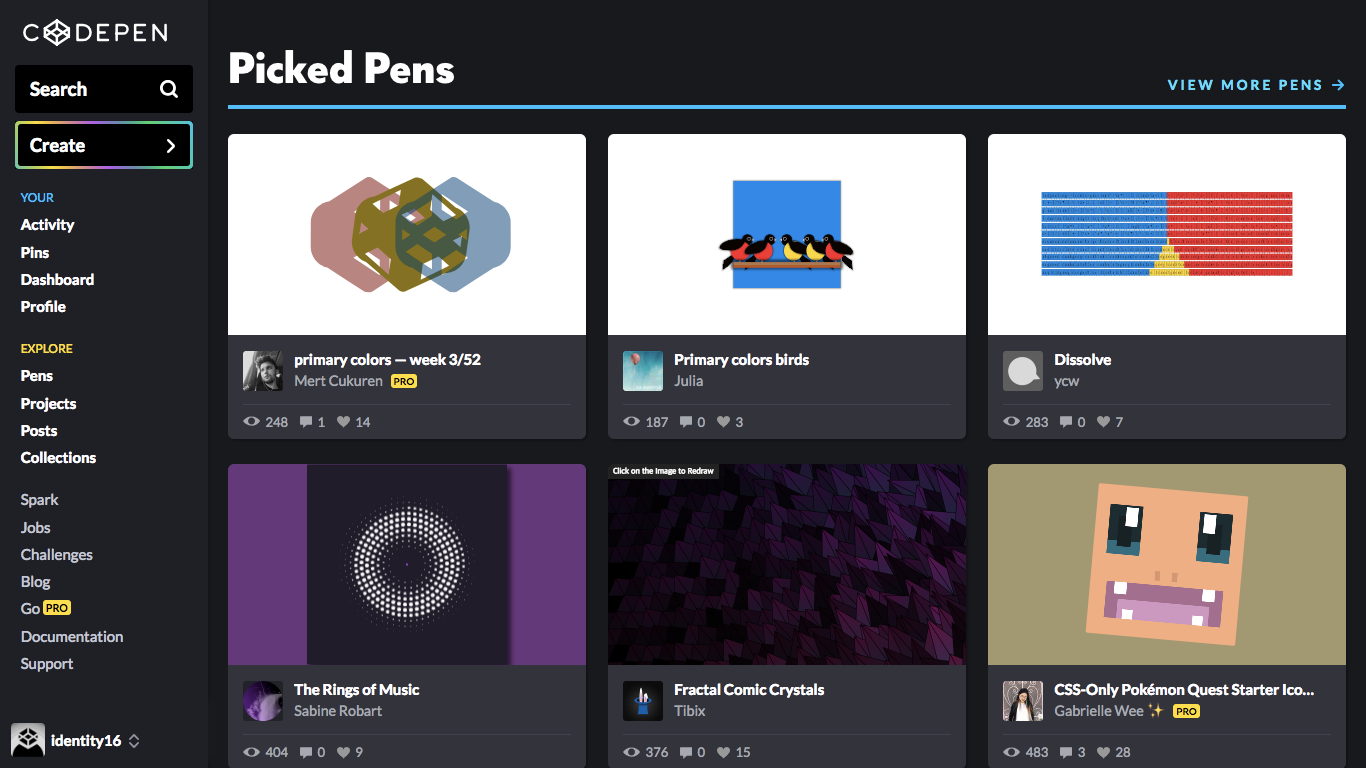 CODEPEN
Search
Create
YOUR
Activity
Pins
Dashboard
Profile
EXPLORE
Pens
Projects
Posts
Collections
Spark
Jobs
Challenges
Blog
Go PRO
Documentation
Support
identity16
Picked Pens
VIEW MORE PENS →
primary colors — week 3/52
Mert Cukuren PRO
248 1 14
Primary colors birds
Julia
187 0 3
Dissolve
ycw
283 0 7
The Rings of Music
Sabine Robart
404 0 9
Click on the Image to Redraw
Fractal Comic Crystals
Tibix
376 0 15
CSS-Only Pokémon Quest Starter Ico...
Gabrielle Wee ✨ PRO
483 3 28